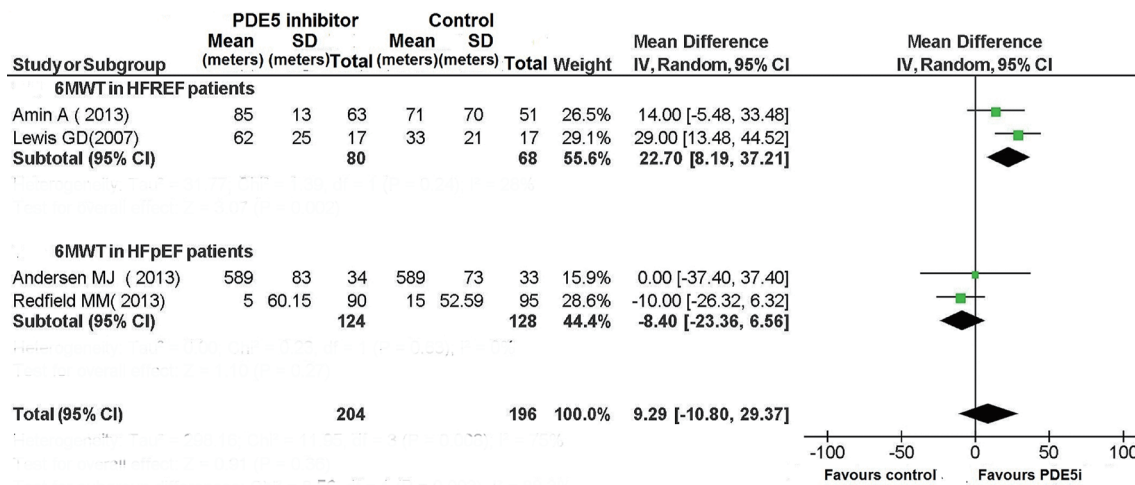 PDE5 inhibitor Control
Mean SD Mean SD Mean Difference Mean Difference
Study or Subgroup (meters) (meters) Total (meters) (meters) Total Weight IV, Random, 95% CI IV, Random, 95% CI
6MWT in HFREF patients
Amin A ( 2013) 85 13 63 71 70 51 26.5% 14.00 [-5.48, 33.48]
Lewis GD(2007) 62 25 17 33 21 17 29.1% 29.00 [13.48, 44.52]
Subtotal (95% CI) 80 68 55.6% 22.70 [8.19, 37.21]
6MWT in HFpEF patients
Andersen MJ ( 2013) 589 83 34 589 73 33 15.9% 0.00 [-37.40, 37.40]
Redfield MM( 2013) 5 60.15 90 15 52.59 95 28.6% -10.00 [-26.32, 6.32]
Subtotal (95% CI) 124 128 44.4% -8.40 [-23.36, 6.56]
Total (95% CI) 204 196 100.0% 9.29 [-10.80, 29.37]
-100 -50 0 50 100
Favours control Favours PDE5i